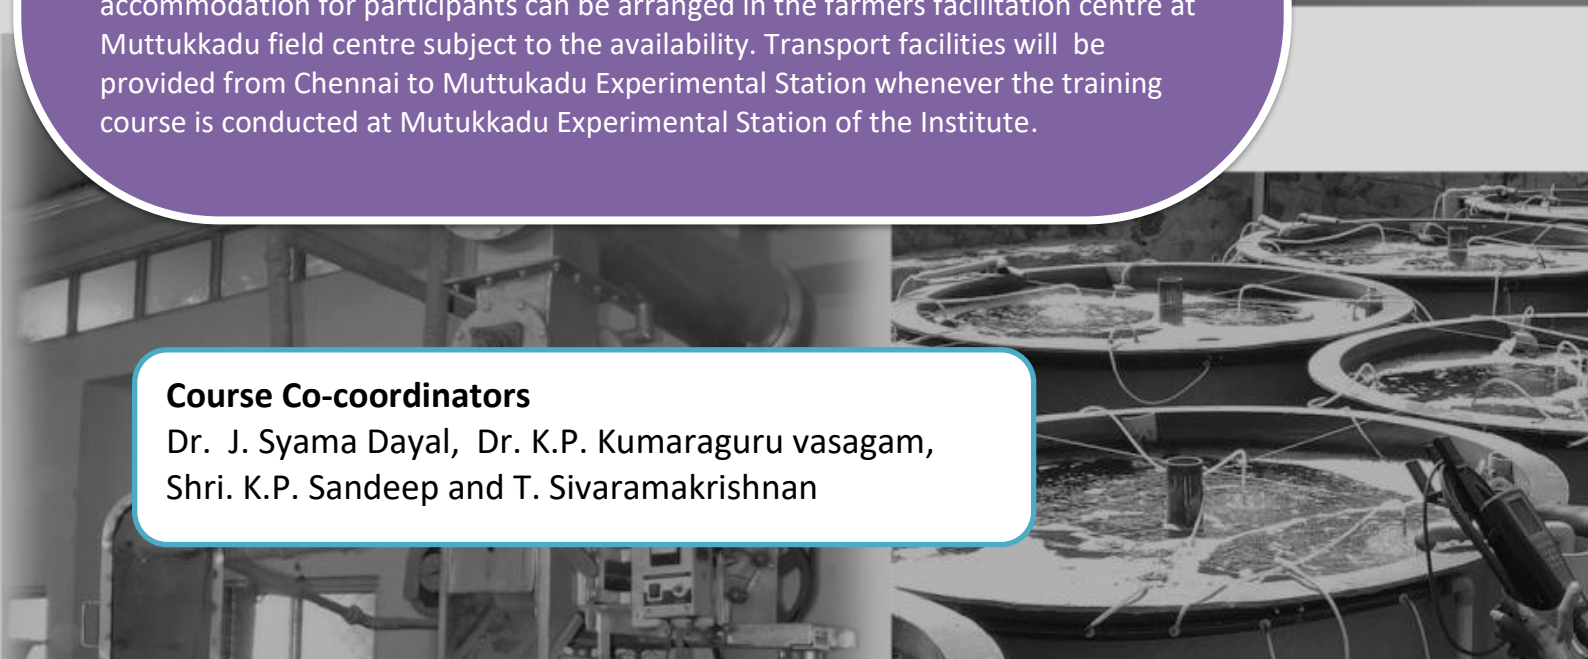 accommodation for participants can be arranged in the farmers facilitation centre at
Muttukkadu field centre subject to the availability. Transport facilities will be
provided from Chennai to Muttukadu Experimental Station whenever the training
course is conducted at Mutukkadu Experimental Station of the Institute.
Course Co-coordinators
Dr. J. Syama Dayal, Dr. K.P. Kumaraguru vasagam,
Shri. K.P. Sandeep and T. Sivaramakrishnan